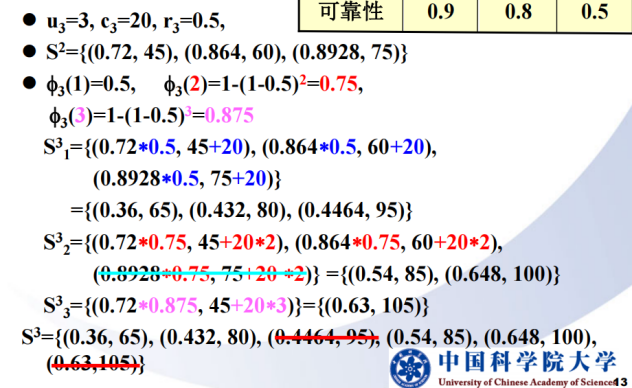 可靠性 0.9 0.8 0.5
● u₃=3, c₃=20, r₃=0.5,
● S²={(0.72, 45), (0.864, 60), (0.8928, 75)}
● ϕ₃(1)=0.5, ϕ₃(2)=1-(1-0.5)²=0.75,
ϕ₃(3)=1-(1-0.5)³=0.875
S³₁={(0.72*0.5, 45+20), (0.864*0.5, 60+20),
(0.8928*0.5, 75+20)}
={(0.36, 65), (0.432, 80), (0.4464, 95)}
S³₂={(0.72*0.75, 45+20*2), (0.864*0.75, 60+20*2),
(0.8928*0.75, 75+20*2)} ={(0.54, 85), (0.648, 100)}
S³₃={(0.72*0.875, 45+20*3)}={(0.63, 105)}
S³={(0.36, 65), (0.432, 80), (0.4464, 95), (0.54, 85), (0.648, 100),
(0.63,105)}
中国科学院大学
University of Chinese Academy of Sciences
43